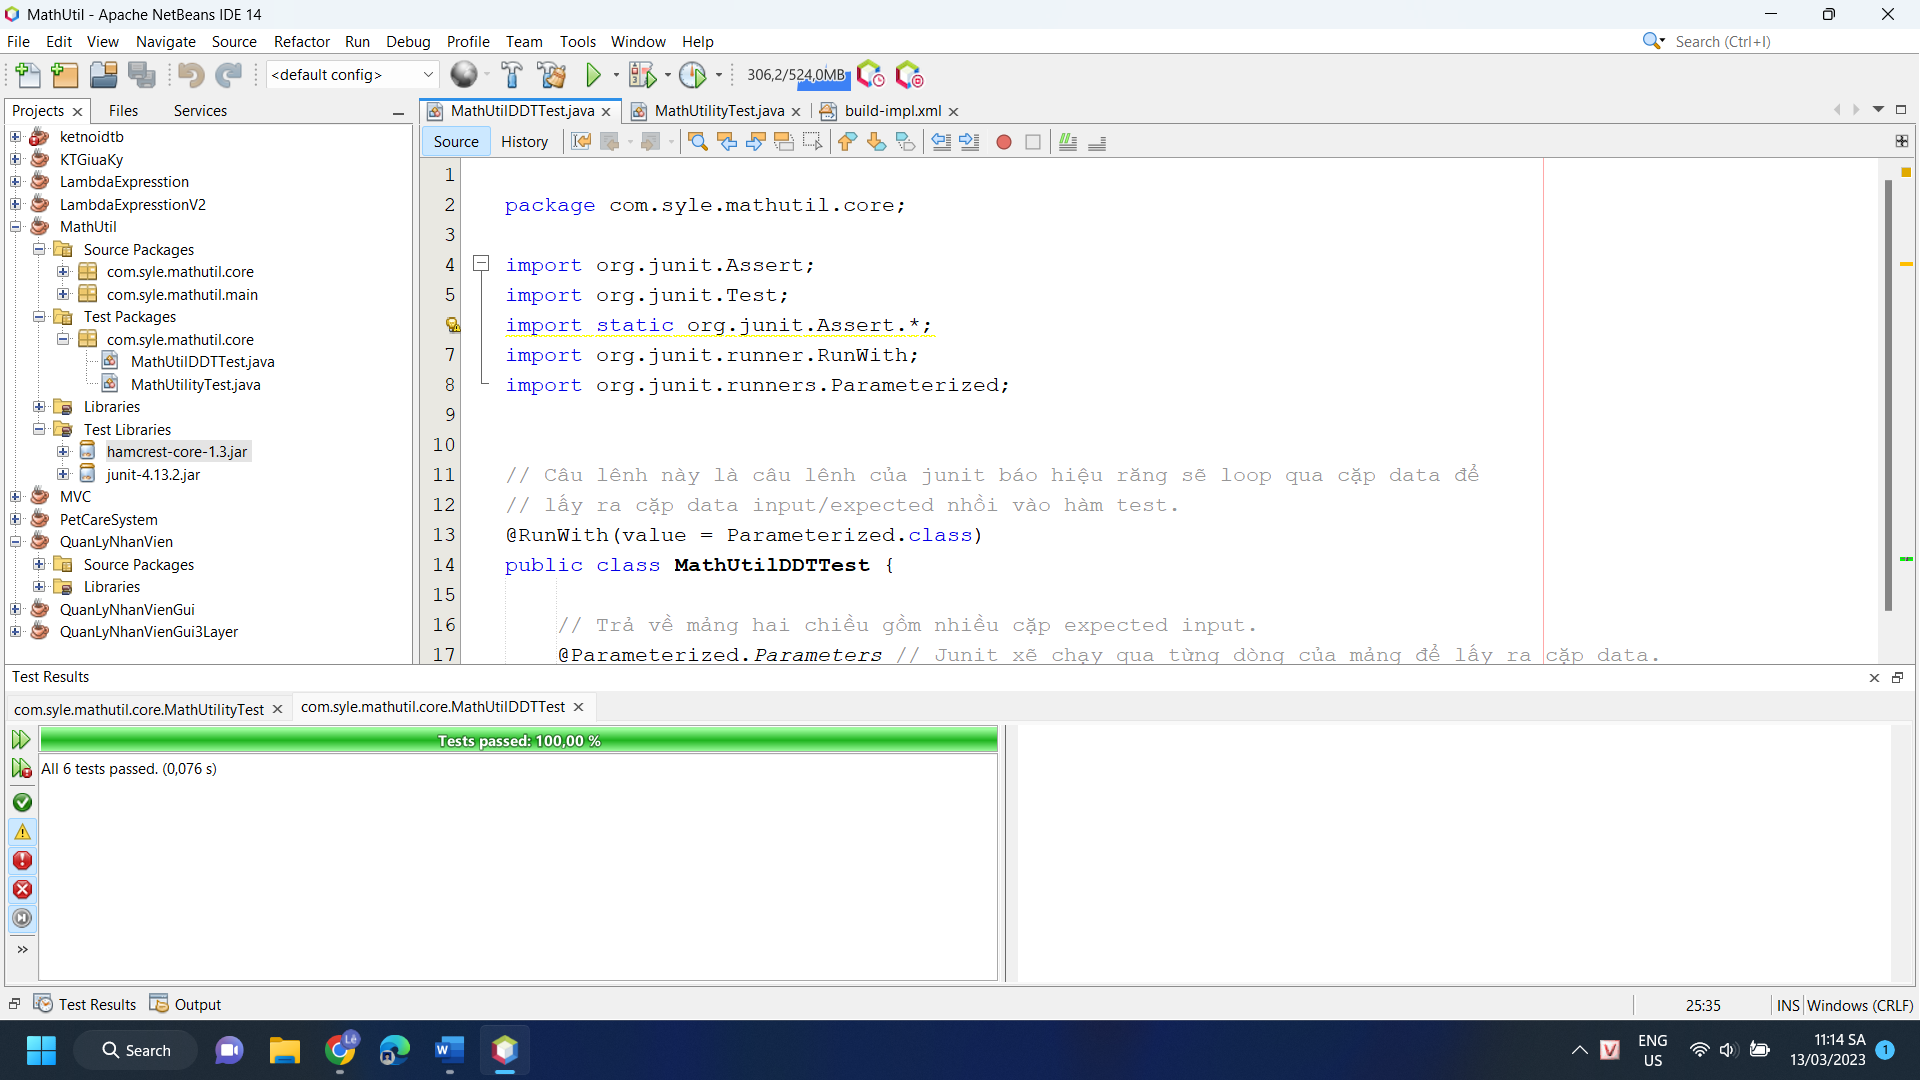 MathUtil - Apache NetBeans IDE 14
File Edit View Navigate Source Refactor Run Debug Profile Team Tools Window Help
Search (Ctrl+I)
<default config>
306,2/524,0MB
Projects Files Services
ketnoidtb
KTGiuaKy
LambdaExpresstion
LambdaExpresstionV2
MathUtil
Source Packages
com.syle.mathutil.core
com.syle.mathutil.main
Test Packages
com.syle.mathutil.core
MathUtilDDTTest.java
MathUtilityTest.java
Libraries
Test Libraries
hamcrest-core-1.3.jar
junit-4.13.2.jar
MVC
PetCareSystem
QuanLyNhanVien
Source Packages
Libraries
QuanLyNhanVienGui
QuanLyNhanVienGui3Layer
MathUtilDDTTest.java MathUtilityTest.java build-impl.xml
Source History
1
2 package com.syle.mathutil.core;
3
4 import org.junit.Assert;
5 import org.junit.Test;
import static org.junit.Assert.*;
7 import org.junit.runner.RunWith;
8 import org.junit.runners.Parameterized;
9
10
11 // Câu lênh này là câu lênh của junit báo hiệu răng sẽ loop qua cặp data để
12 // lấy ra cặp data input/expected nhồi vào hàm test.
13 @RunWith(value = Parameterized.class)
14 public class MathUtilDDTTest {
15
16 // Trả về mảng hai chiều gồm nhiều cặp expected input.
17 @Parameterized.Parameters // Junit xẽ chạy qua từng dòng của mảng để lấy ra cặp data.
Test Results
com.syle.mathutil.core.MathUtilityTest com.syle.mathutil.core.MathUtilDDTTest
Tests passed: 100,00 %
All 6 tests passed. (0,076 s)
Test Results Output
25:35 INS Windows (CRLF)
Search
Lê
ENG
US
11:14 SA
13/03/2023
1